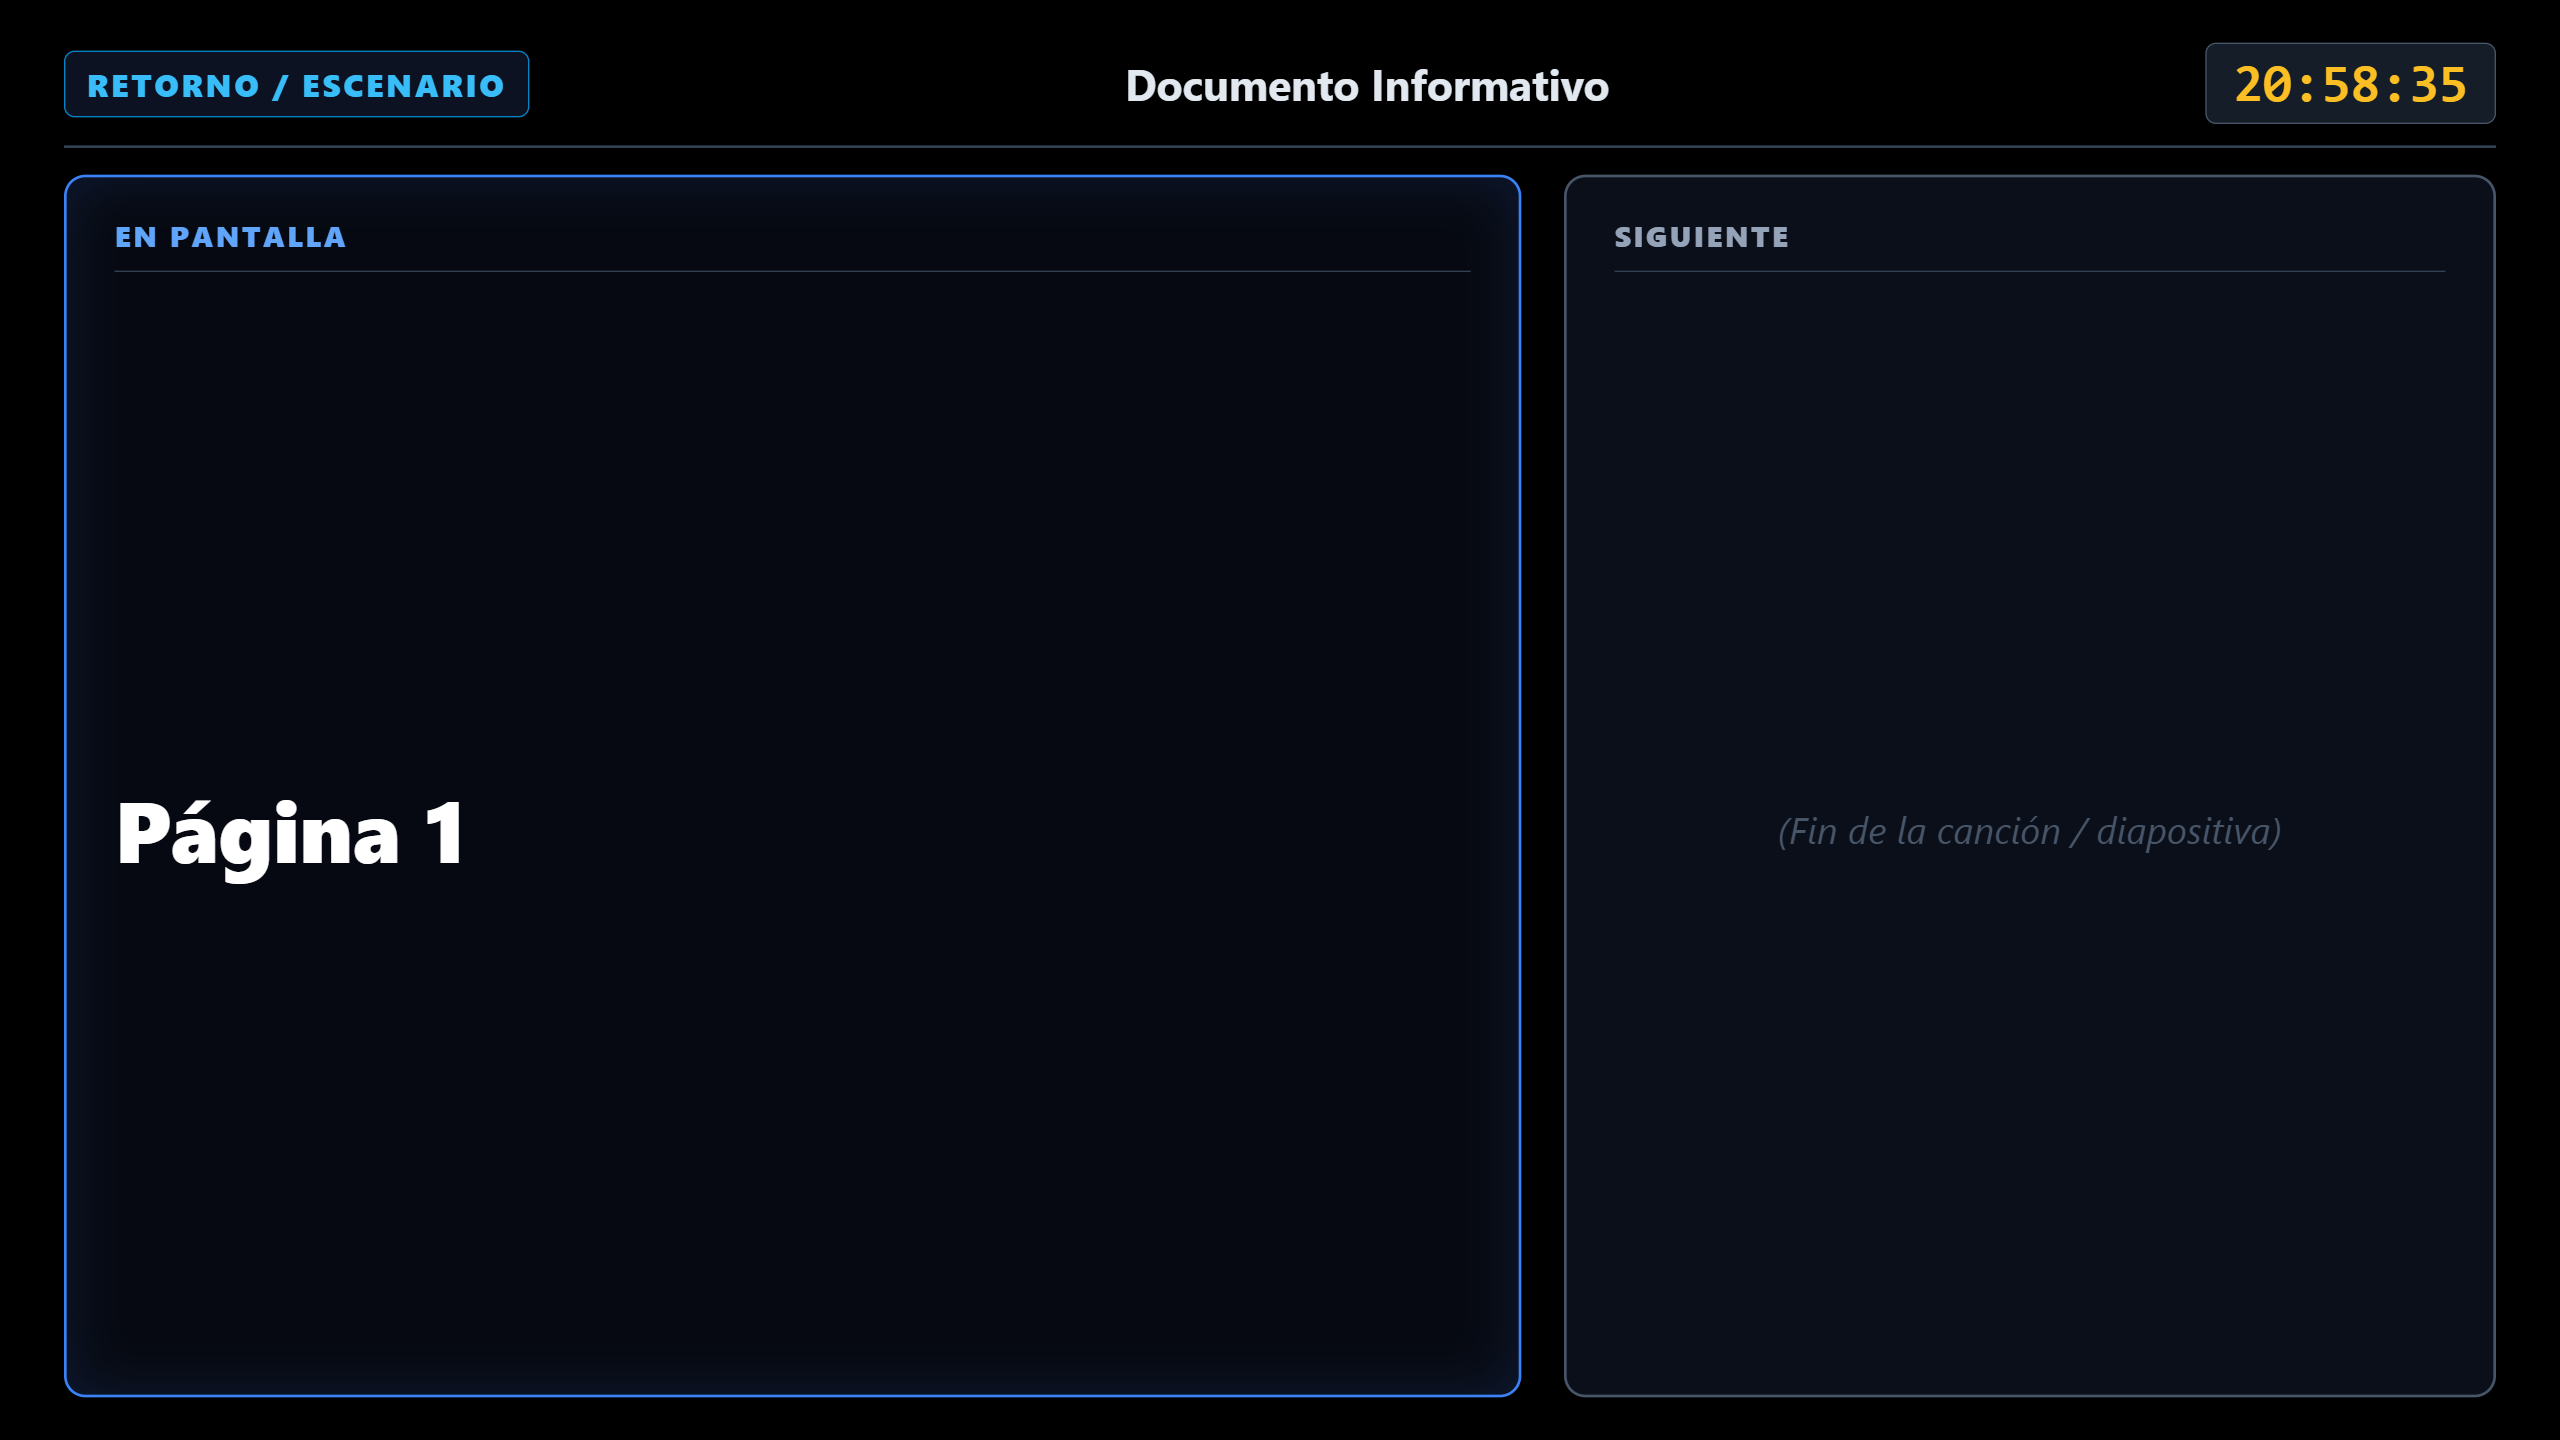 RETORNO / ESCENARIO
Documento Informativo
20:58:35
EN PANTALLA
Página 1
SIGUIENTE
(Fin de la canción / diapositiva)